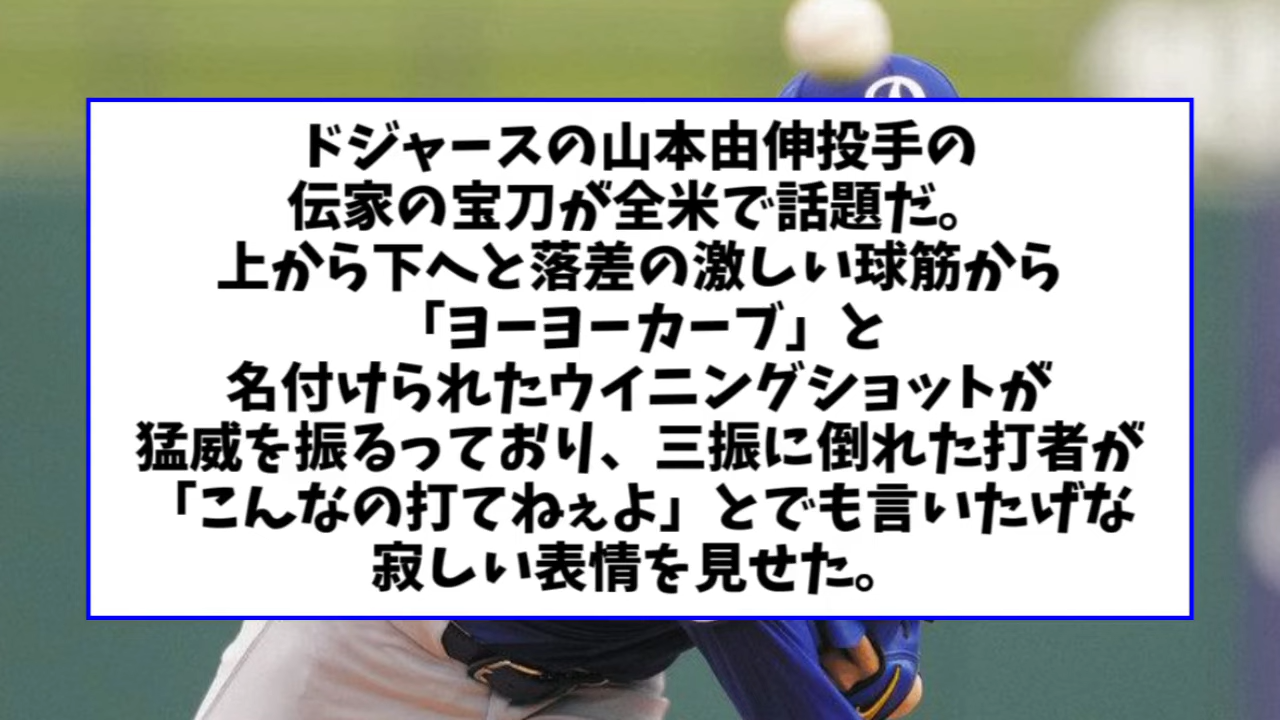 ドジャースの山本由伸投手の
伝家の宝刀が全米で話題だ。
上から下へと落差の激しい球筋から
「ヨーヨーカーブ」と
名付けられたウイニングショットが
猛威を振るっており、三振に倒れた打者が
「こんなの打てねぇよ」とでも言いたげな
寂しい表情を見せた。